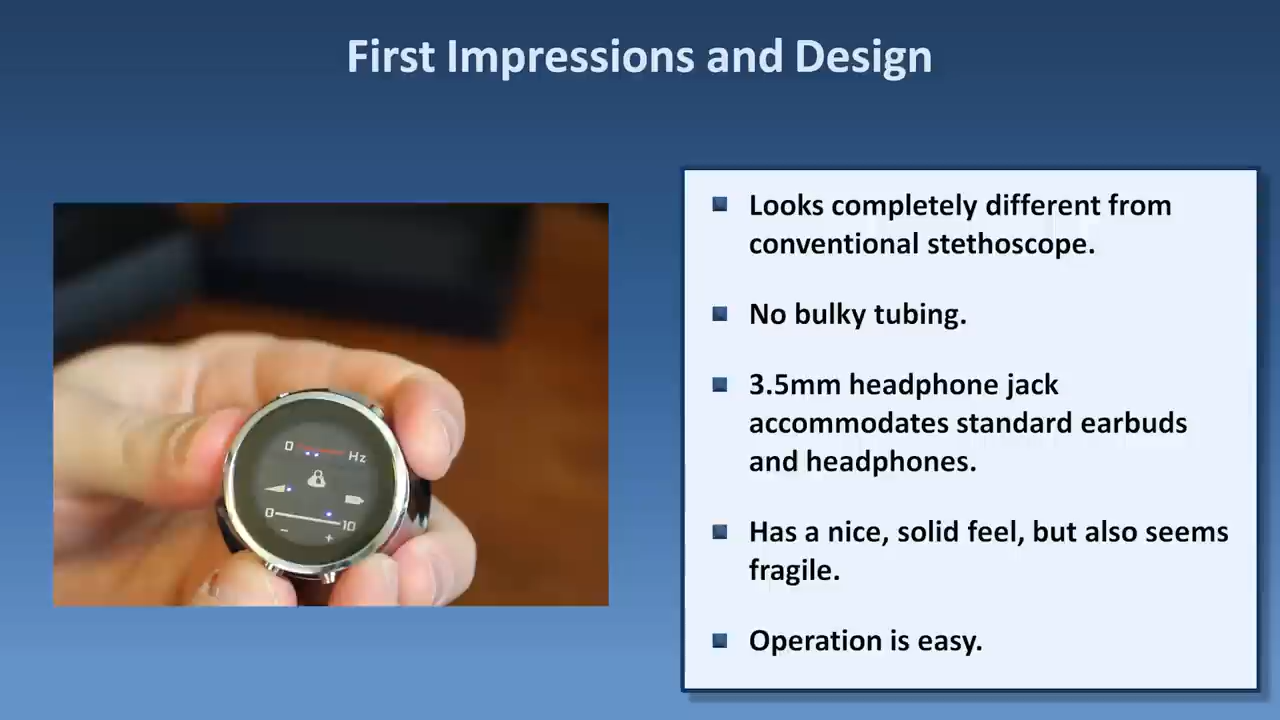 First Impressions and Design
Looks completely different from
conventional stethoscope.
No bulky tubing.
3.5mm headphone jack
accommodates standard earbuds
and headphones.
Has a nice, solid feel, but also seems
fragile.
Operation is easy.
0 Hz
0 10
- +